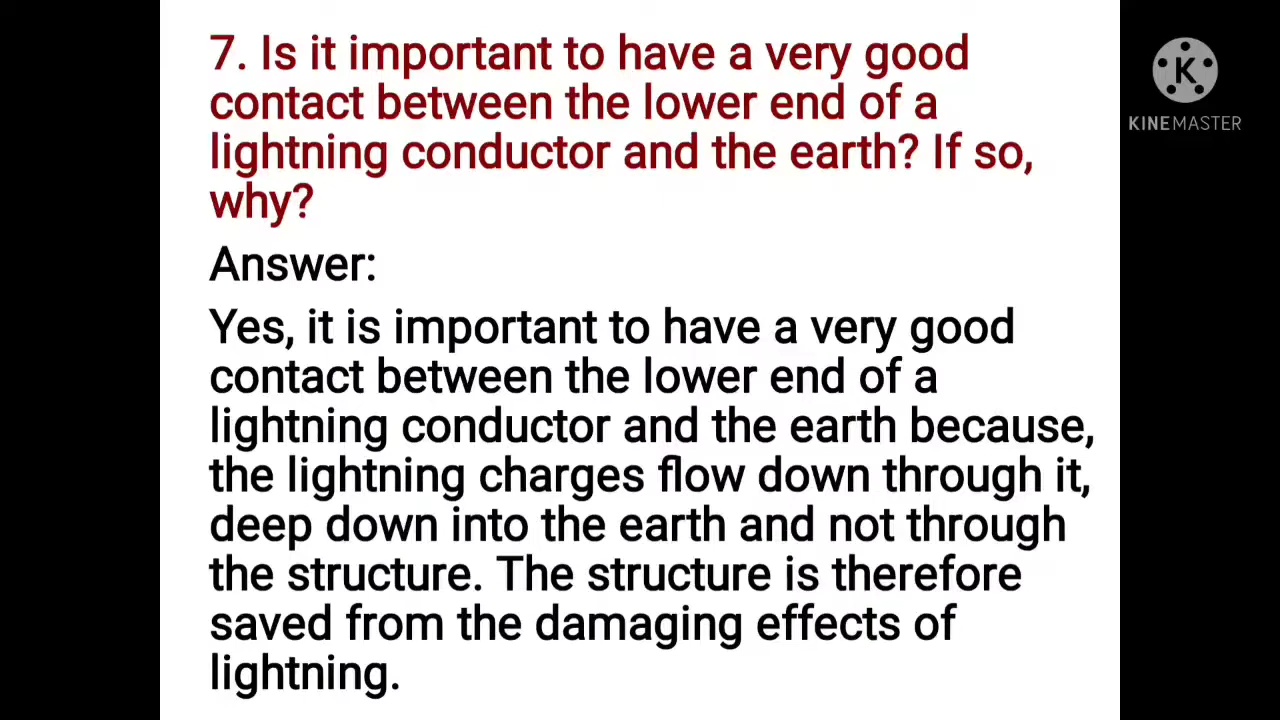 7. Is it important to have a very good
contact between the lower end of a
lightning conductor and the earth? If so,
why?
Answer:
Yes, it is important to have a very good
contact between the lower end of a
lightning conductor and the earth because,
the lightning charges flow down through it,
deep down into the earth and not through
the structure. The structure is therefore
saved from the damaging effects of
lightning.
K
KINEMASTER